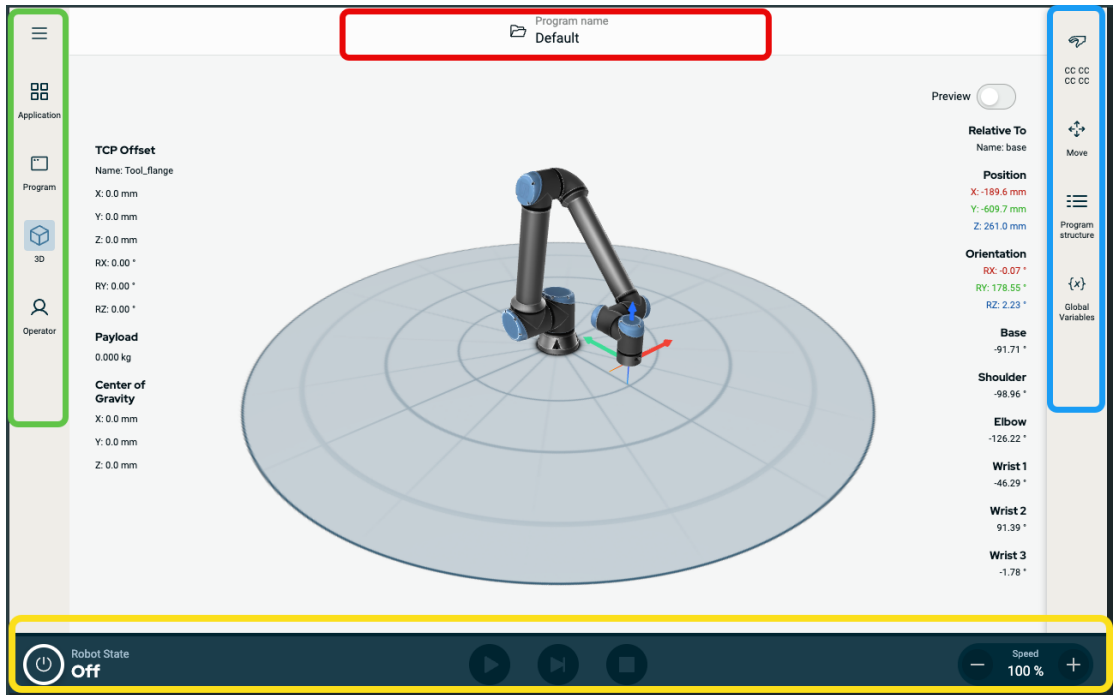 Program name
Default
Application
Program
3D
Operator
TCP Offset
Name: Tool_flange
X: 0.0 mm
Y: 0.0 mm
Z: 0.0 mm
RX: 0.00 °
RY: 0.00 °
RZ: 0.00 °
Payload
0.000 kg
Center of
Gravity
X: 0.0 mm
Y: 0.0 mm
Z: 0.0 mm
Preview
Relative To
Name: base
Position
X: -189.6 mm
Y: -609.7 mm
Z: 261.0 mm
Orientation
RX: -0.07 °
RY: 178.55 °
RZ: 2.23 °
Base
-91.71 °
Shoulder
-98.96 °
Elbow
-126.22 °
Wrist 1
-46.29 °
Wrist 2
91.39 °
Wrist 3
-1.78 °
CC CC
CC CC
Move
Program
structure
{x}
Global
Variables
Robot State
Off
Speed
100 %